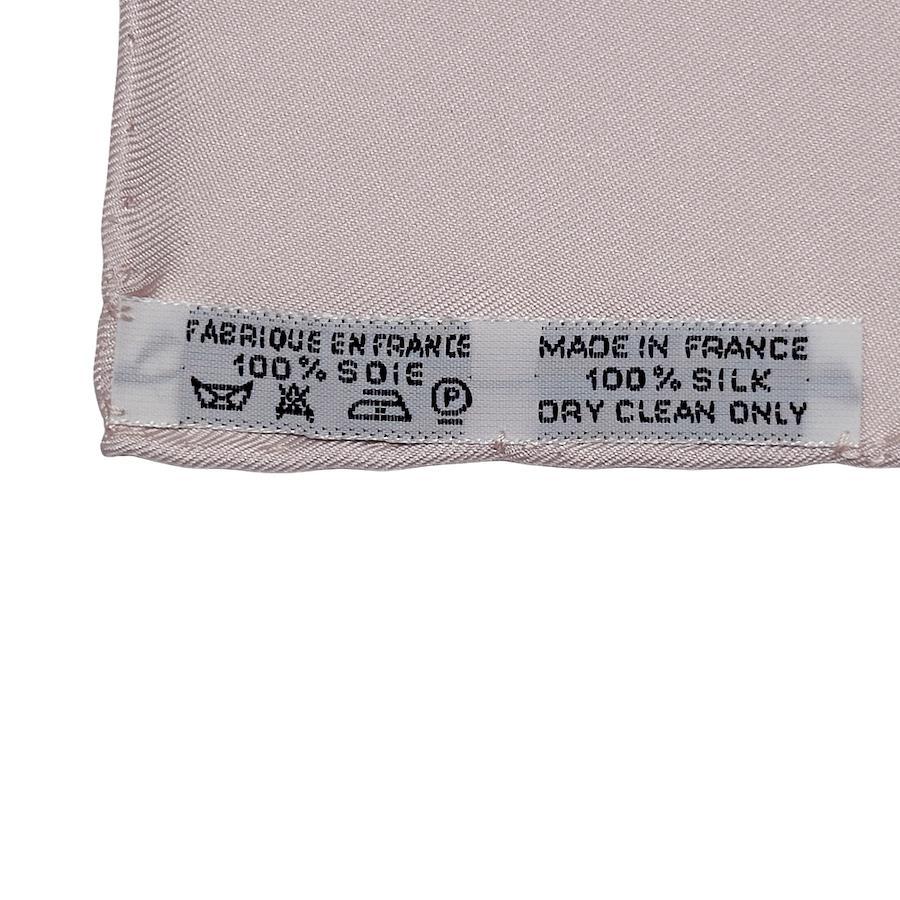 FABRIQUE EN FRANCE
100% SOIE
P
MADE IN FRANCE
100% SILK
DRY CLEAN ONLY